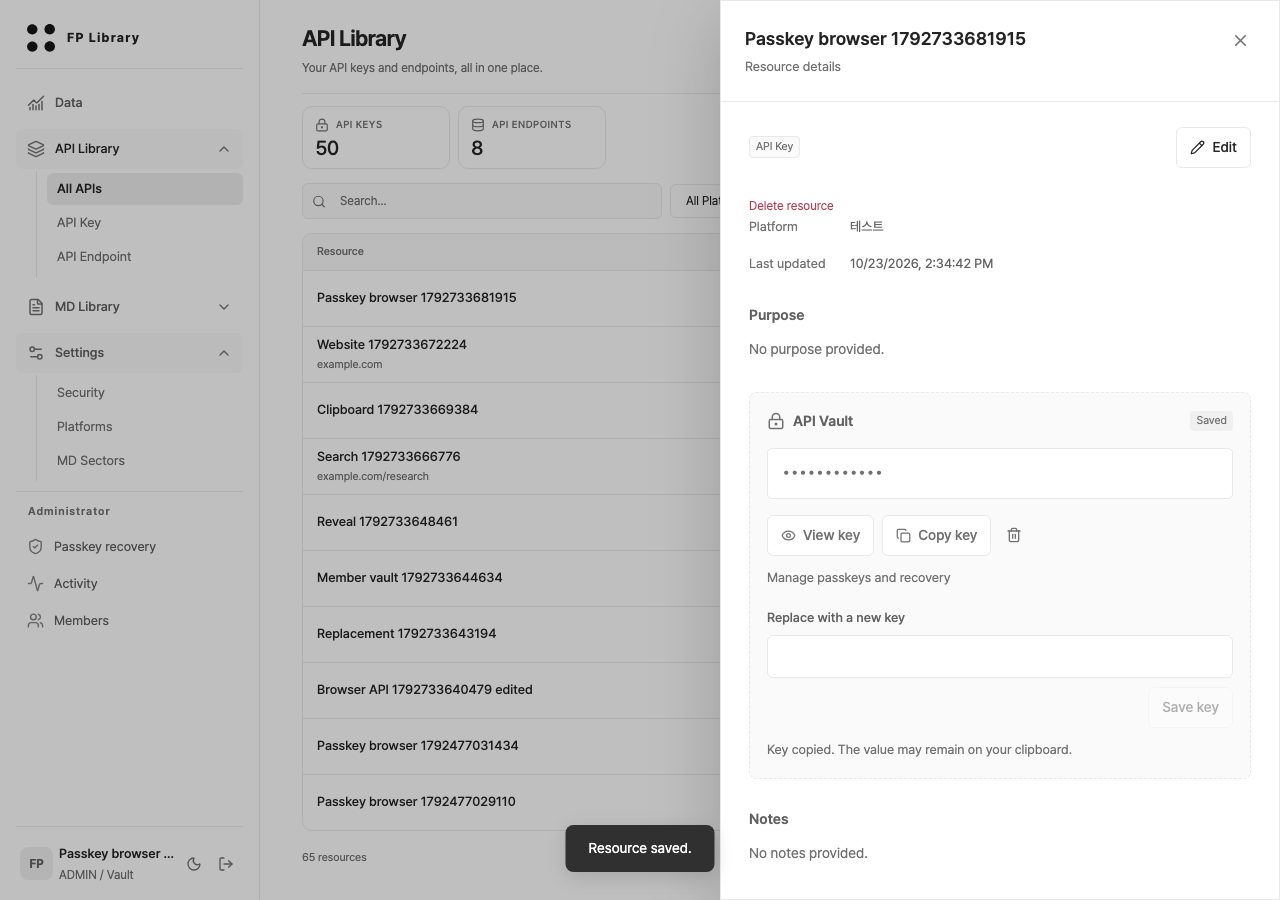 FP Library
Data
API Library
All APIs
API Key
API Endpoint
MD Library
Settings
Security
Platforms
MD Sectors
Administrator
Passkey recovery
Activity
Members
FP
Passkey browser ...
ADMIN / Vault
API Library
Your API keys and endpoints, all in one place.
API KEYS
50
API ENDPOINTS
8
Search...
All Plat
Resource
Passkey browser 1792733681915
Website 1792733672224
example.com
Clipboard 1792733669384
Search 1792733666776
example.com/research
Reveal 1792733648461
Member vault 1792733644634
Replacement 1792733643194
Browser API 1792733640479 edited
Passkey browser 1792477031434
Passkey browser 1792477029110
65 resources
Resource saved.
Passkey browser 1792733681915
Resource details
API Key
Edit
Delete resource
Platform 테스트
Last updated 10/23/2026, 2:34:42 PM
Purpose
No purpose provided.
API Vault
Saved
••••••••••••
View key
Copy key
Manage passkeys and recovery
Replace with a new key
Save key
Key copied. The value may remain on your clipboard.
Notes
No notes provided.